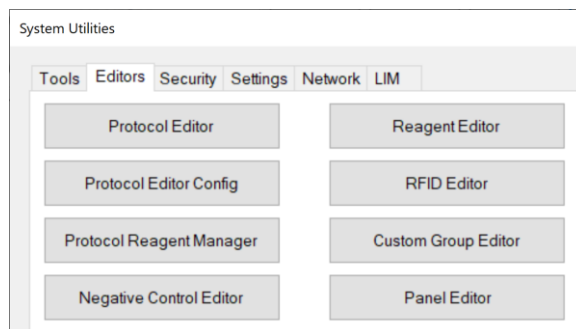 System Utilities
Tools Editors Security Settings Network LIM
Protocol Editor Reagent Editor
Protocol Editor Config RFID Editor
Protocol Reagent Manager Custom Group Editor
Negative Control Editor Panel Editor